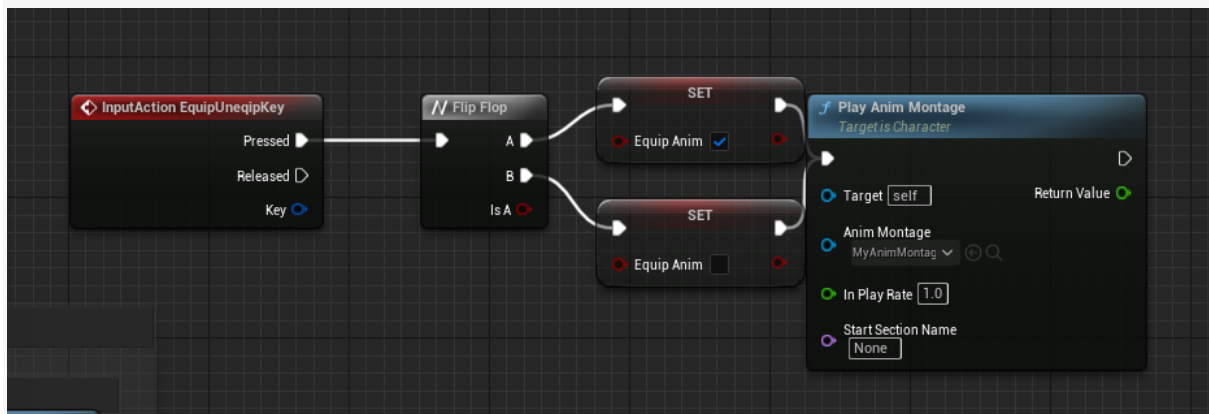 InputAction EquipUneqipKey
Pressed
Released
Key
Flip Flop
A
B
Is A
SET
Equip Anim
SET
Equip Anim
f Play Anim Montage
Target is Character
Target self
Return Value
Anim Montage
MyAnimMontag
In Play Rate 1.0
Start Section Name
None